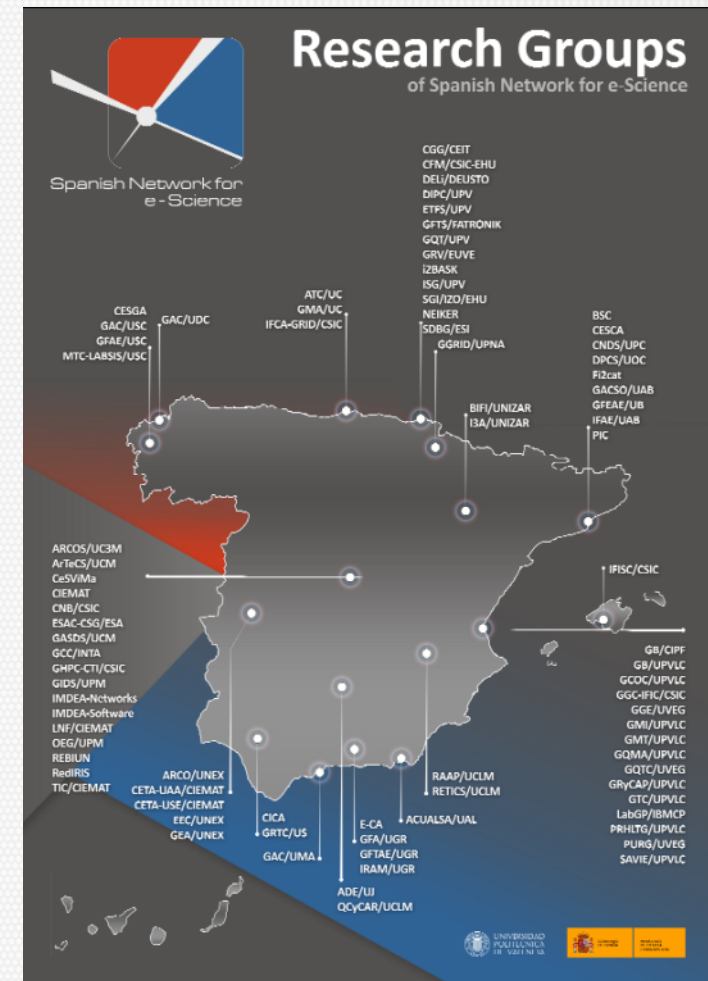 Research Groups
of Spanish Network for e-Science
Spanish Network for
e-Science
CGG/CEIT
CFM/CSIC-EHU
DELi/DEUSTO
DIPC/UPV
ETFS/UPV
GFTS/FATRONIK
GQT/UPV
GRV/EUVE
i2BASK
ISG/UPV
SGI/IZO/EHU
NEIKER
SDBG/ESI
GGRID/UPNA
ATC/UC
GMA/UC
IFCA-GRID/CSIC
CESGA
GAC/USC
GFAE/USC
MTC-LABSIS/USC
GAC/UDC
BSC
CESCA
CNDS/UPC
DPCS/UOC
Fi2cat
GACSO/UAB
GFEAE/UB
IFAE/UAB
PIC
BIFI/UNIZAR
I3A/UNIZAR
ARCOS/UC3M
ArTeCS/UCM
CeSViMa
CIEMAT
CNB/CSIC
ESAC-CSG/ESA
GASDS/UCM
GCC/INTA
GHPC-CTI/CSIC
GIDS/UPM
IMDEA-Networks
IMDEA-Software
LNF/CIEMAT
OEG/UPM
REBIUN
RedIRIS
TIC/CIEMAT
IFISC/CSIC
GB/CIPF
GB/UPVLC
GCOC/UPVLC
GGC-IFIC/CSIC
GGE/UVEG
GMI/UPVLC
GMT/UPVLC
GQMA/UPVLC
GQTC/UVEG
GRyCAP/UPVLC
GTC/UPVLC
LabGP/IBMCP
PRHLTG/UPVLC
PURG/UVEG
SAVIE/UPVLC
ARCO/UNEX
CETA-UAA/CIEMAT
CETA-USE/CIEMAT
EEC/UNEX
GEA/UNEX
CICA
GRTC/US
GAC/UMA
E-CA
GFA/UGR
GFTAE/UGR
IRAM/UGR
ADE/UJ
QCyCAR/UCLM
ACUALSA/UAL
RAAP/UCLM
RETICS/UCLM
UNIVERSIDAD
POLITECNICA
DE VALENCIA